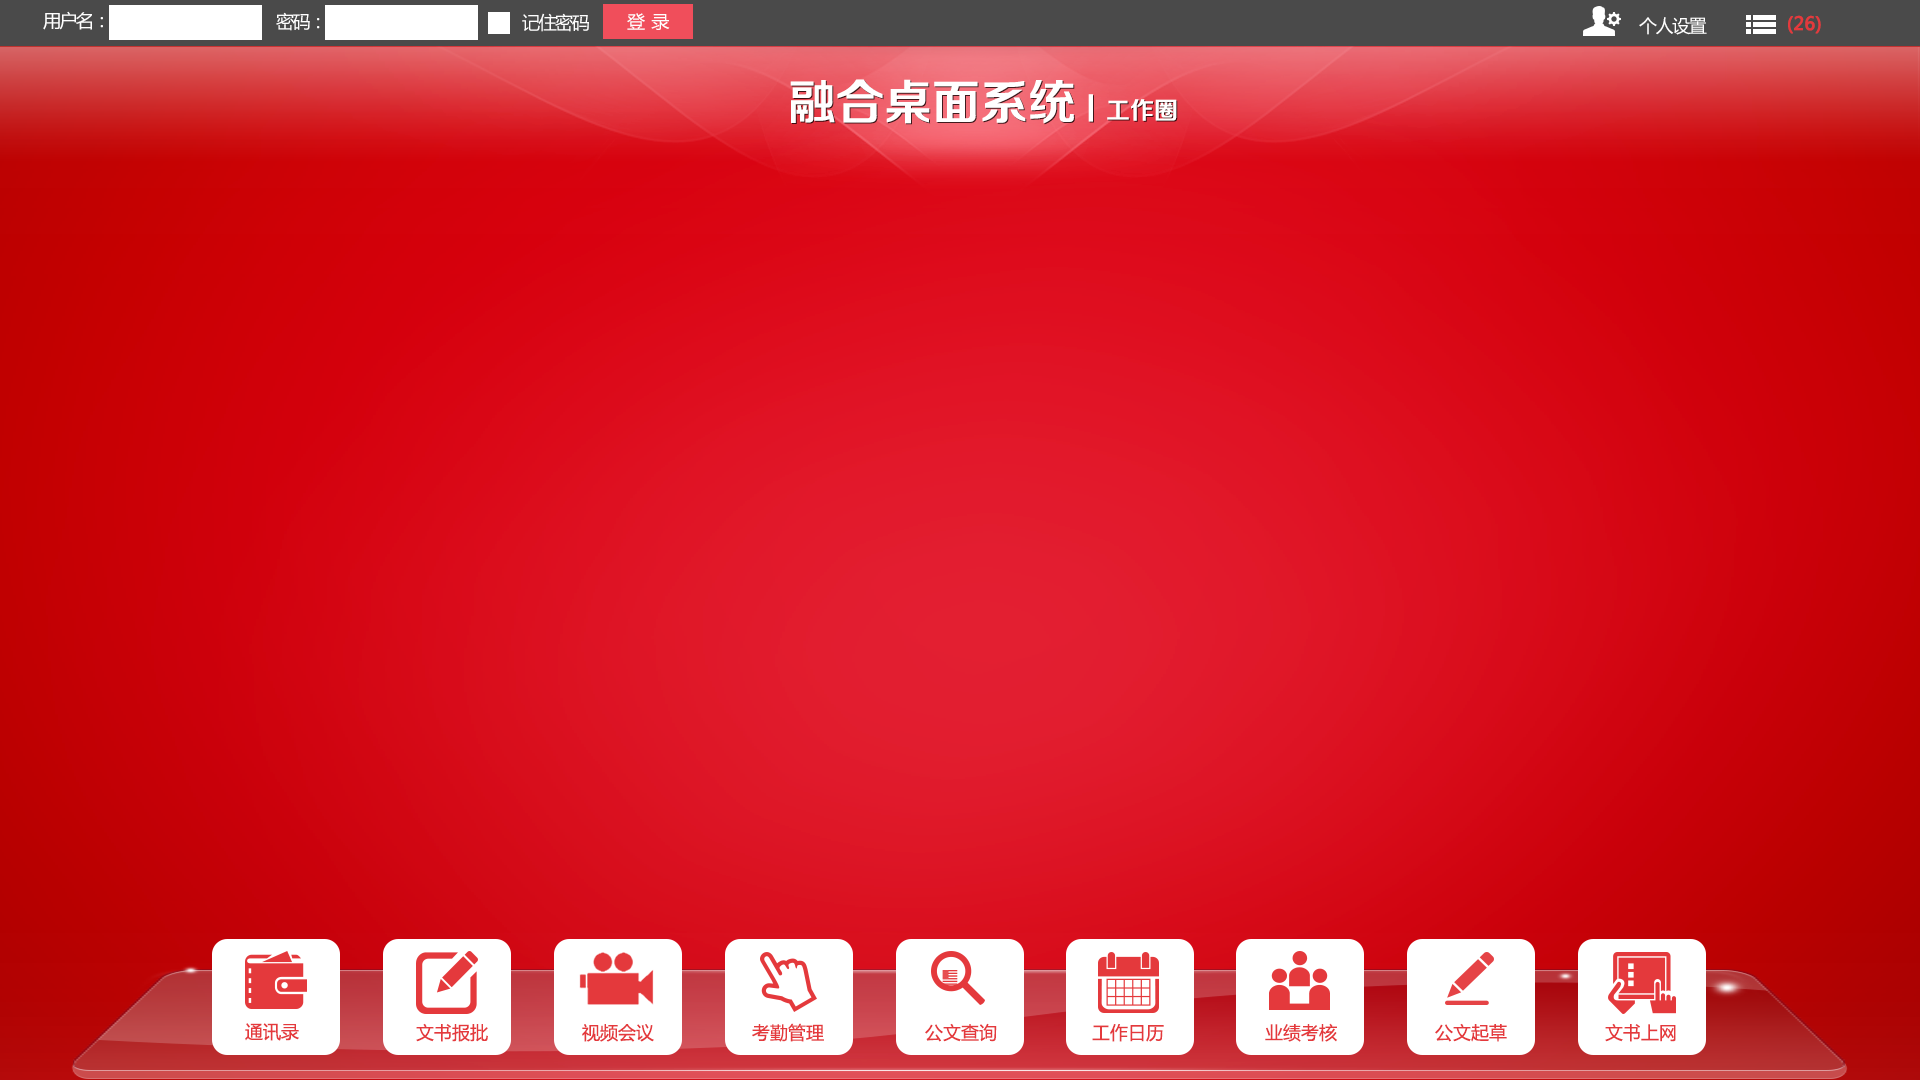 用户名： 密码： 记住密码 登 录 个人设置 (26)
融合桌面系统 | 工作圈
通讯录 文书报批 视频会议 考勤管理 公文查询 工作日历 业绩考核 公文起草 文书上网